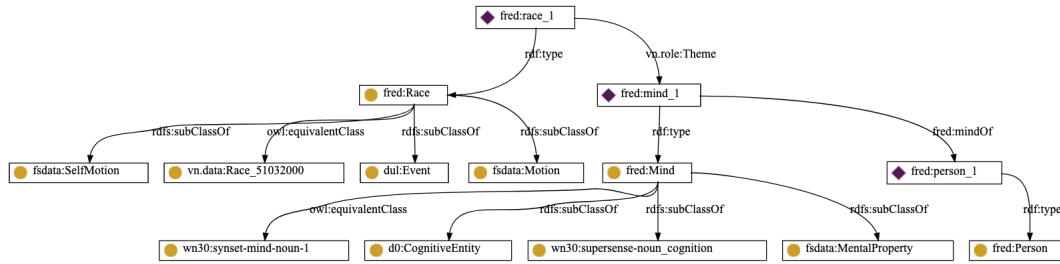 fred:race_1
rdf:type
vn.role:Theme
fred:Race
fred:mind_1
rdfs:subClassOf
owl:equivalentClass
rdfs:subClassOf
rdfs:subClassOf
rdf:type
fred:mindOf
fsdata:SelfMotion
vn.data:Race_51032000
dul:Event
fsdata:Motion
fred:Mind
fred:person_1
owl:equivalentClass
rdfs:subClassOf
rdfs:subClassOf
rdfs:subClassOf
rdf:type
wn30:synset-mind-noun-1
d0:CognitiveEntity
wn30:supersense-noun_cognition
fsdata:MentalProperty
fred:Person